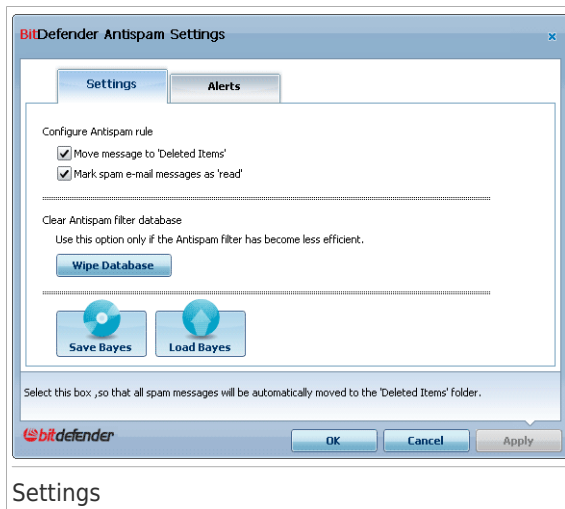 BitDefender Antispam Settings
x
Settings
Alerts
Configure Antispam rule
Move message to 'Deleted Items'
Mark spam e-mail messages as 'read'
Clear Antispam filter database
Use this option only if the Antispam filter has become less efficient.
Wipe Database
Save Bayes
Load Bayes
Select this box ,so that all spam messages will be automatically moved to the 'Deleted Items' folder.
bitdefender
OK
Cancel
Apply
Settings